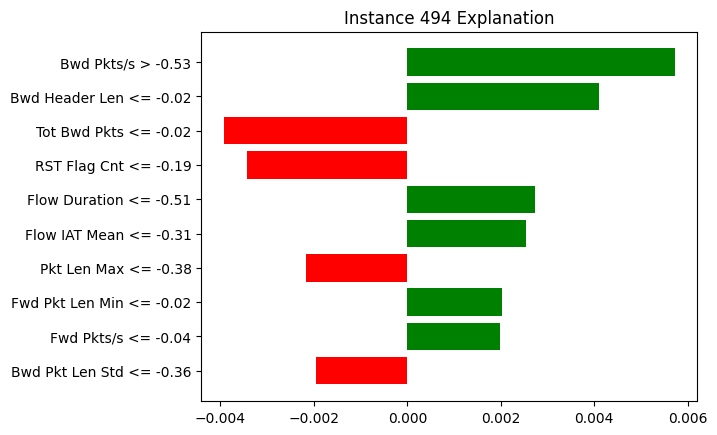 Instance 494 Explanation
Bwd Pkts/s > -0.53
Bwd Header Len <= -0.02
Tot Bwd Pkts <= -0.02
RST Flag Cnt <= -0.19
Flow Duration <= -0.51
Flow IAT Mean <= -0.31
Pkt Len Max <= -0.38
Fwd Pkt Len Min <= -0.02
Fwd Pkts/s <= -0.04
Bwd Pkt Len Std <= -0.36
−0.004 −0.002 0.000 0.002 0.004 0.006